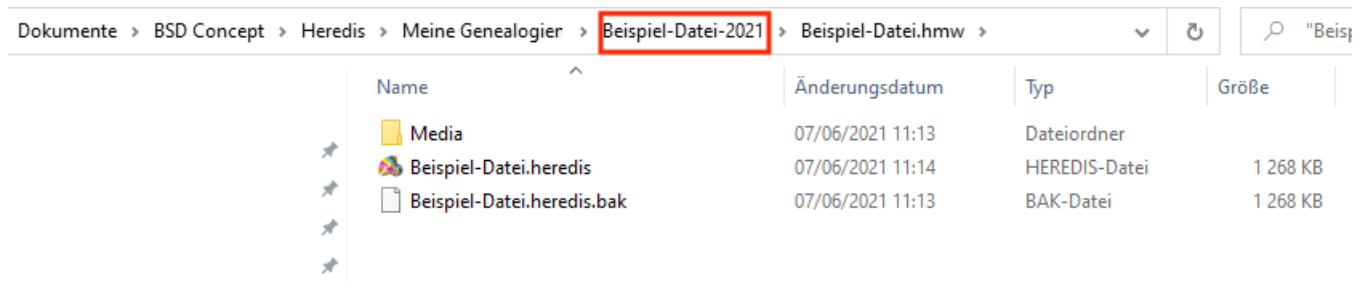 Dokumente > BSD Concept > Heredis > Meine Genealogien > Beispiel-Datei-2021 > Beispiel-Datei.hmw > "Beisp
Name Änderungsdatum Typ Größe
Media 07/06/2021 11:13 Dateiordner
Beispiel-Datei.heredis 07/06/2021 11:14 HEREDIS-Datei 1 268 KB
Beispiel-Datei.heredis.bak 07/06/2021 11:13 BAK-Datei 1 268 KB